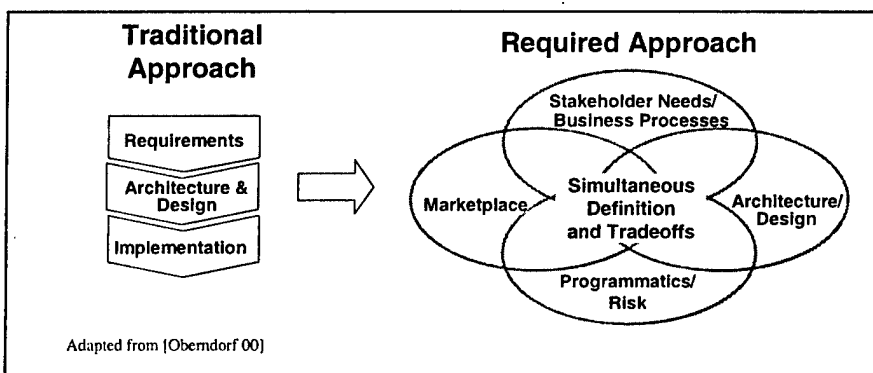 Traditional
Approach
Requirements
Architecture &
Design
Implementation
Adapted from [Oberndorf 00]
Required Approach
Stakeholder Needs/
Business Processes
Marketplace
Simultaneous
Definition
and Tradeoffs
Architecture/
Design
Programmatics/
Risk